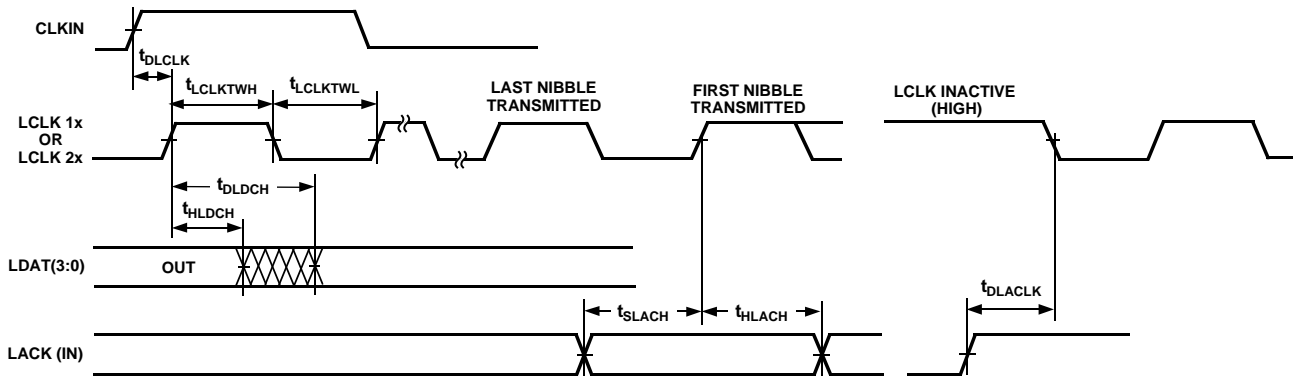 CLKIN
tDLCLK
tLCLKTWH
tLCLKTWL
LAST NIBBLE
TRANSMITTED
FIRST NIBBLE
TRANSMITTED
LCLK INACTIVE
(HIGH)
LCLK 1x
OR
LCLK 2x
tDLDCH
tHLDCH
LDAT(3:0)
OUT
tDLACLK
tSLACH
tHLACH
LACK (IN)